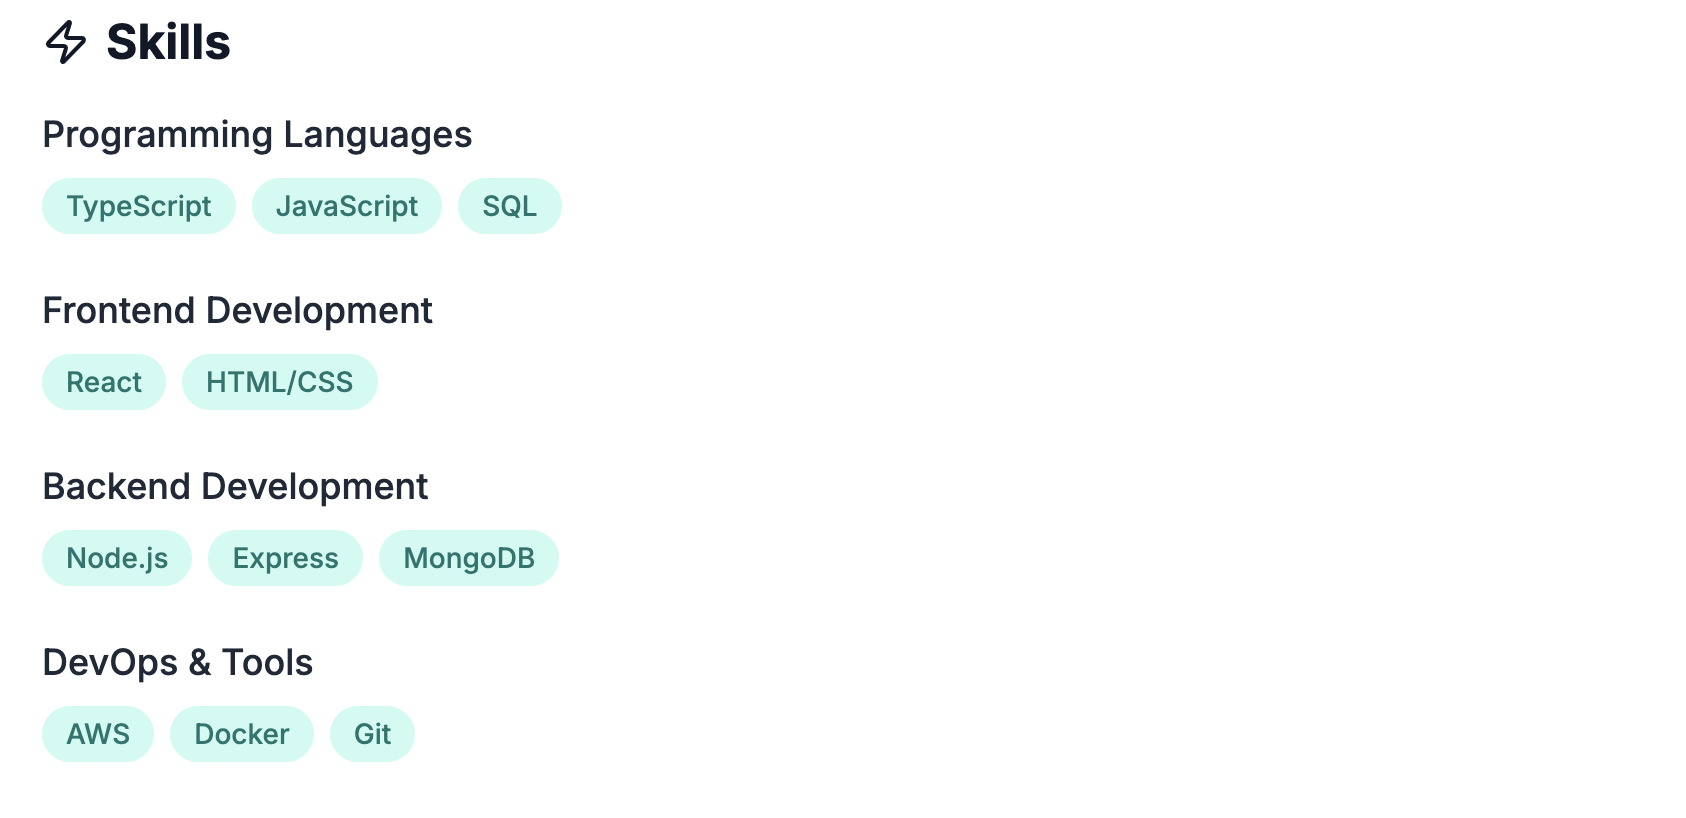 Skills
Programming Languages
TypeScript JavaScript SQL
Frontend Development
React HTML/CSS
Backend Development
Node.js Express MongoDB
DevOps & Tools
AWS Docker Git